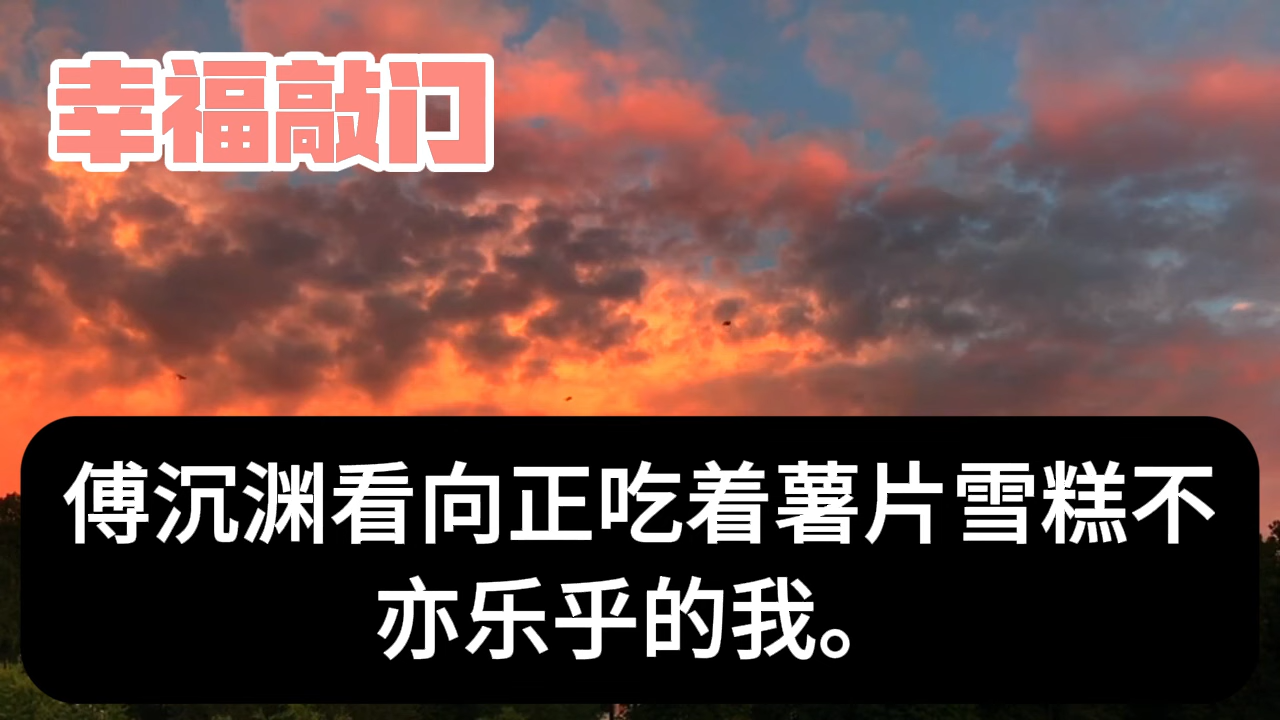 幸福敲门
傅沉渊看向正吃着薯片雪糕不
亦乐乎的我。